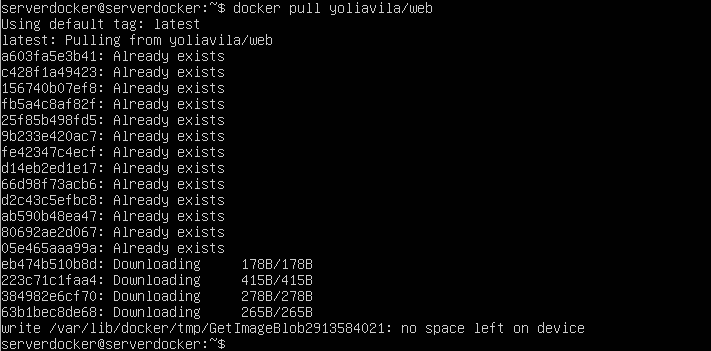 serverdocker@serverdocker:~$ docker pull yoliavila/web
Using default tag: latest
latest: Pulling from yoliavila/web
a603fa5e3b41: Already exists
c428f1a49423: Already exists
156740b07ef8: Already exists
fb5a4c8af82f: Already exists
25f85b498fd5: Already exists
9b233e420ac7: Already exists
fe42347c4ecf: Already exists
d14eb2ed1e17: Already exists
66d98f73acb6: Already exists
d2c43c5efbc8: Already exists
ab590b48ea47: Already exists
80692ae2d067: Already exists
05e465aaa99a: Already exists
eb474b510b8d: Downloading     178B/178B
223c71c1faa4: Downloading     415B/415B
384982e6cf70: Downloading     278B/278B
63b1bec8de68: Downloading     265B/265B
write /var/lib/docker/tmp/GetImageBlob2913584021: no space left on device
serverdocker@serverdocker:~$